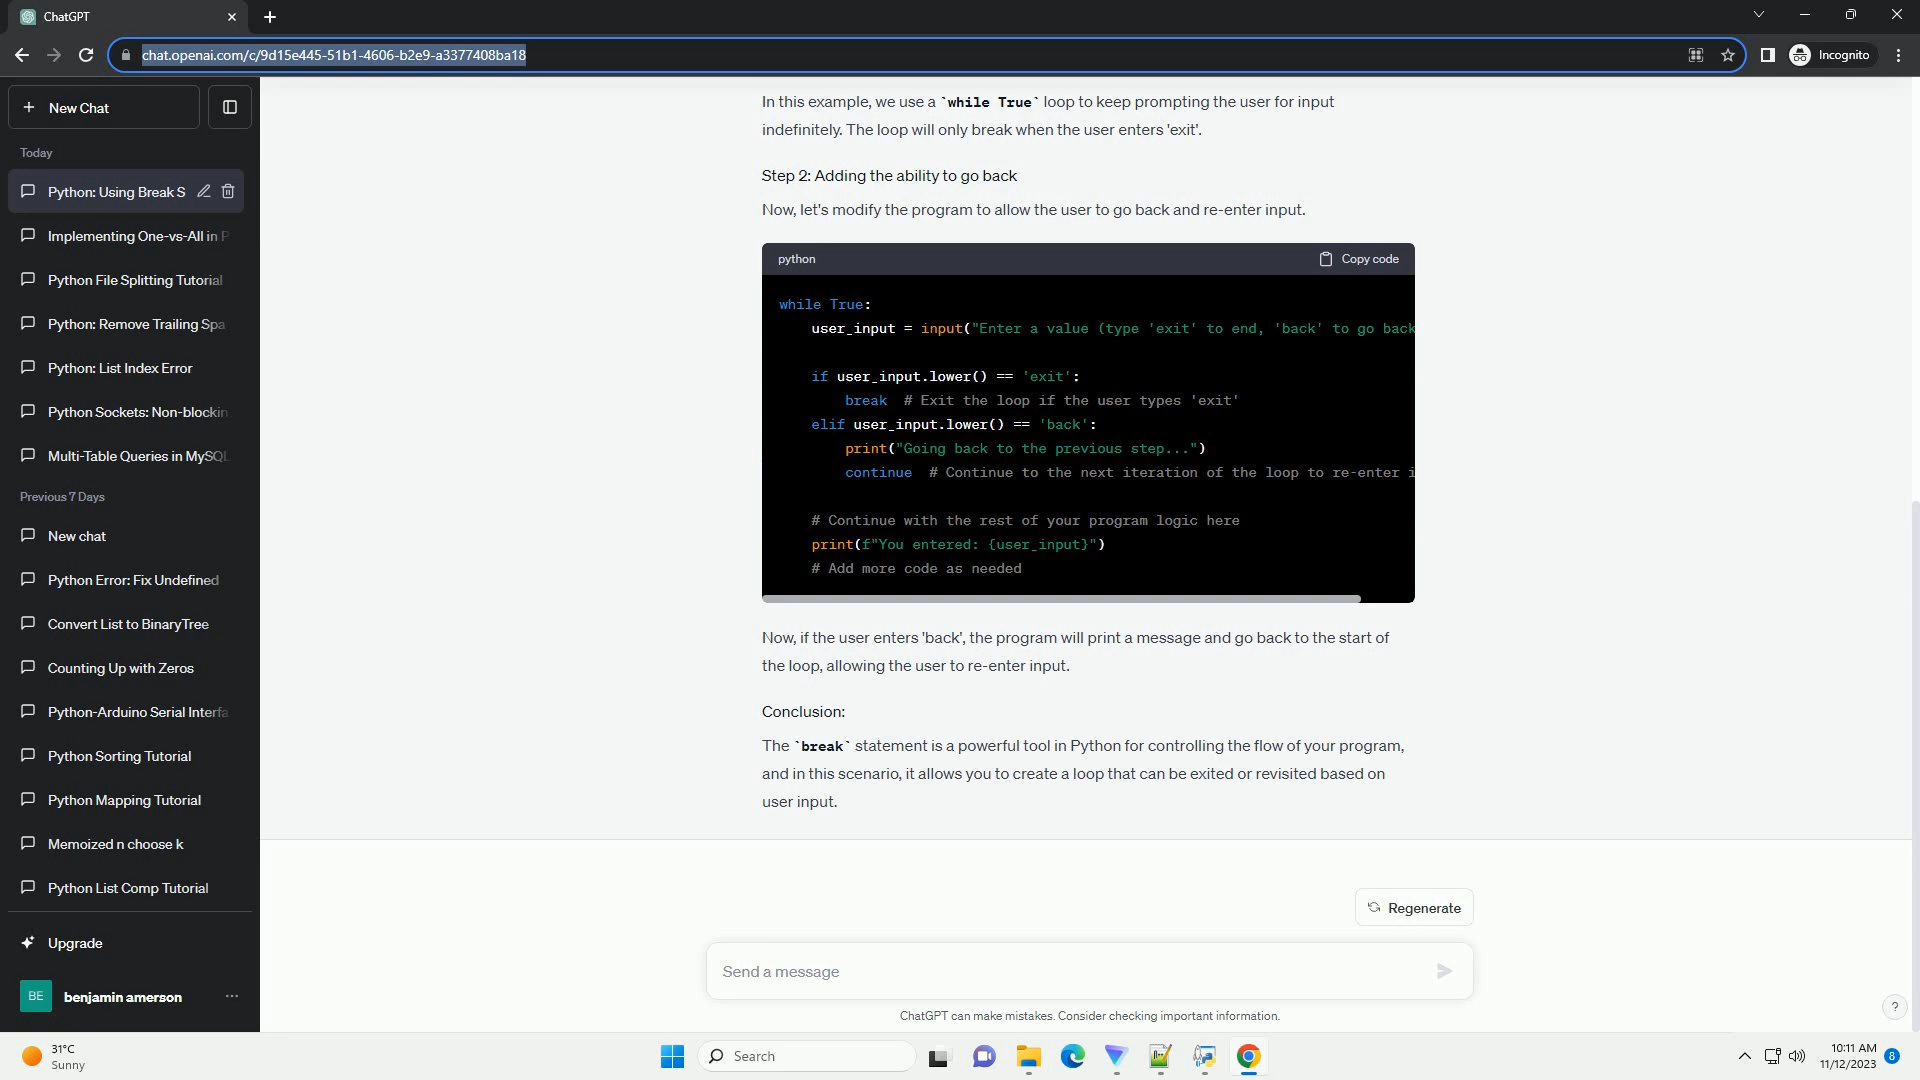 ChatGPT
chat.openai.com/c/9d15e445-51b1-4606-b2e9-a3377408ba18
Incognito
New Chat
Today
Python: Using Break S
Implementing One-vs-All in P
Python File Splitting Tutorial
Python: Remove Trailing Spa
Python: List Index Error
Python Sockets: Non-blockin
Multi-Table Queries in MySQL
Previous 7 Days
New chat
Python Error: Fix Undefined
Convert List to BinaryTree
Counting Up with Zeros
Python-Arduino Serial Interfa
Python Sorting Tutorial
Python Mapping Tutorial
Memoized n choose k
Python List Comp Tutorial
Upgrade
BE benjamin amerson
In this example, we use a `while True` loop to keep prompting the user for input
indefinitely. The loop will only break when the user enters 'exit'.
Step 2: Adding the ability to go back
Now, let's modify the program to allow the user to go back and re-enter input.
python Copy code
while True:
user_input = input("Enter a value (type 'exit' to end, 'back' to go back
if user_input.lower() == 'exit':
break # Exit the loop if the user types 'exit'
elif user_input.lower() == 'back':
print("Going back to the previous step...")
continue # Continue to the next iteration of the loop to re-enter i
# Continue with the rest of your program logic here
print(f"You entered: {user_input}")
# Add more code as needed
Now, if the user enters 'back', the program will print a message and go back to the start of
the loop, allowing the user to re-enter input.
Conclusion:
The `break` statement is a powerful tool in Python for controlling the flow of your program,
and in this scenario, it allows you to create a loop that can be exited or revisited based on
user input.
Regenerate
Send a message
ChatGPT can make mistakes. Consider checking important information.
?
31°C
Sunny
Search
10:11 AM
11/12/2023
8